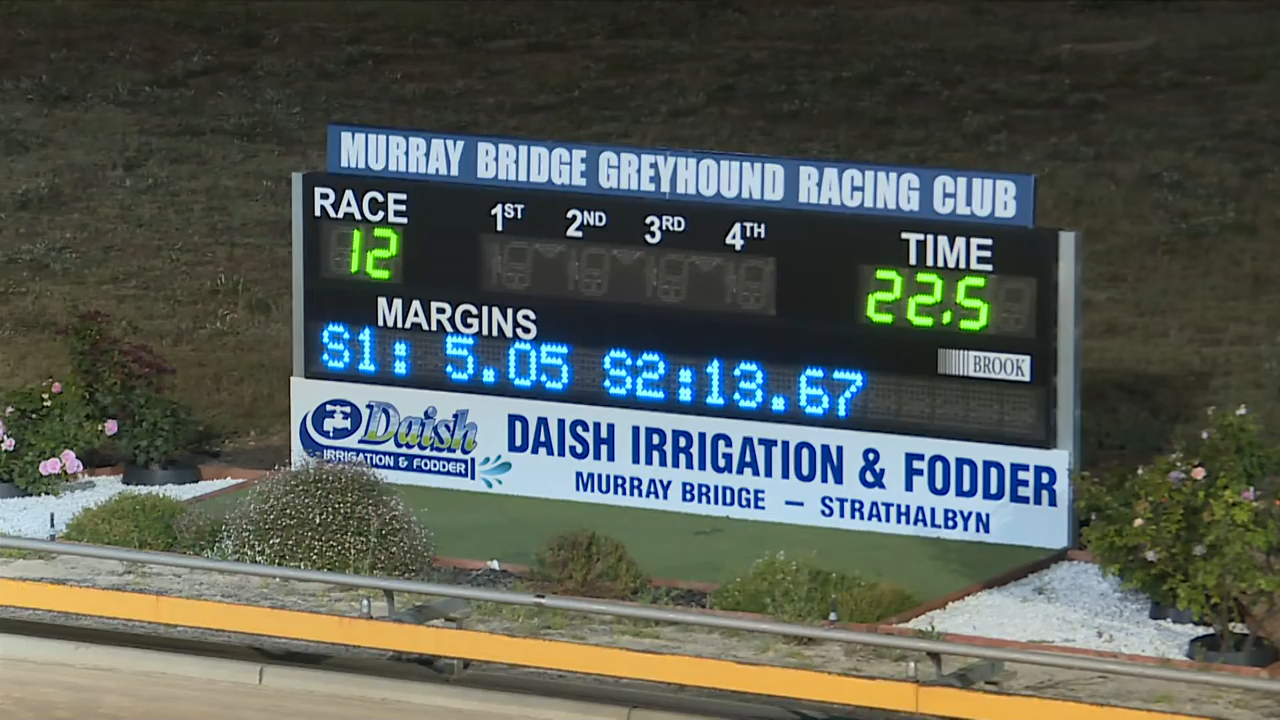 MURRAY BRIDGE GREYHOUND RACING CLUB
RACE 1ST 2ND 3RD 4TH TIME
12 22.5
MARGINS
S1: 5.05 S2:13.67
BROOK
Daish
IRRIGATION & FODDER
DAISH IRRIGATION & FODDER
MURRAY BRIDGE – STRATHALBYN